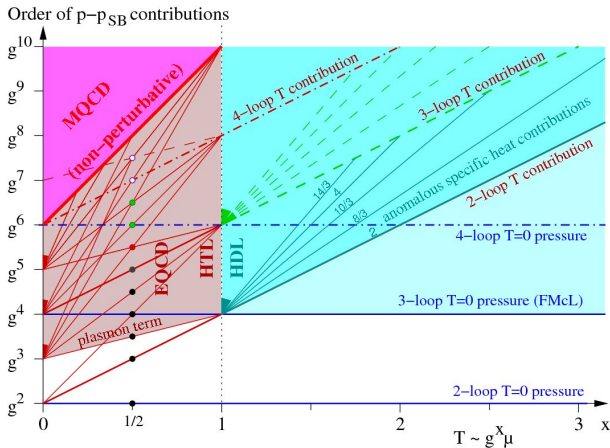 Order of p−pSB contributions
g^10
g^9
g^8
g^7
g^6
g^5
g^4
g^3
g^2
MQCD
(non−perturbative)
4−loop T contribution
3−loop T contribution
2−loop T contribution
anomalous specific heat contributions
14/3
4
10/3
8/3
2
EQCD
HTL
HDL
4−loop T=0 pressure
3−loop T=0 pressure (FMcL)
plasmon term
2−loop T=0 pressure
0
1/2
1
2
3
x
T ~ g^x μ